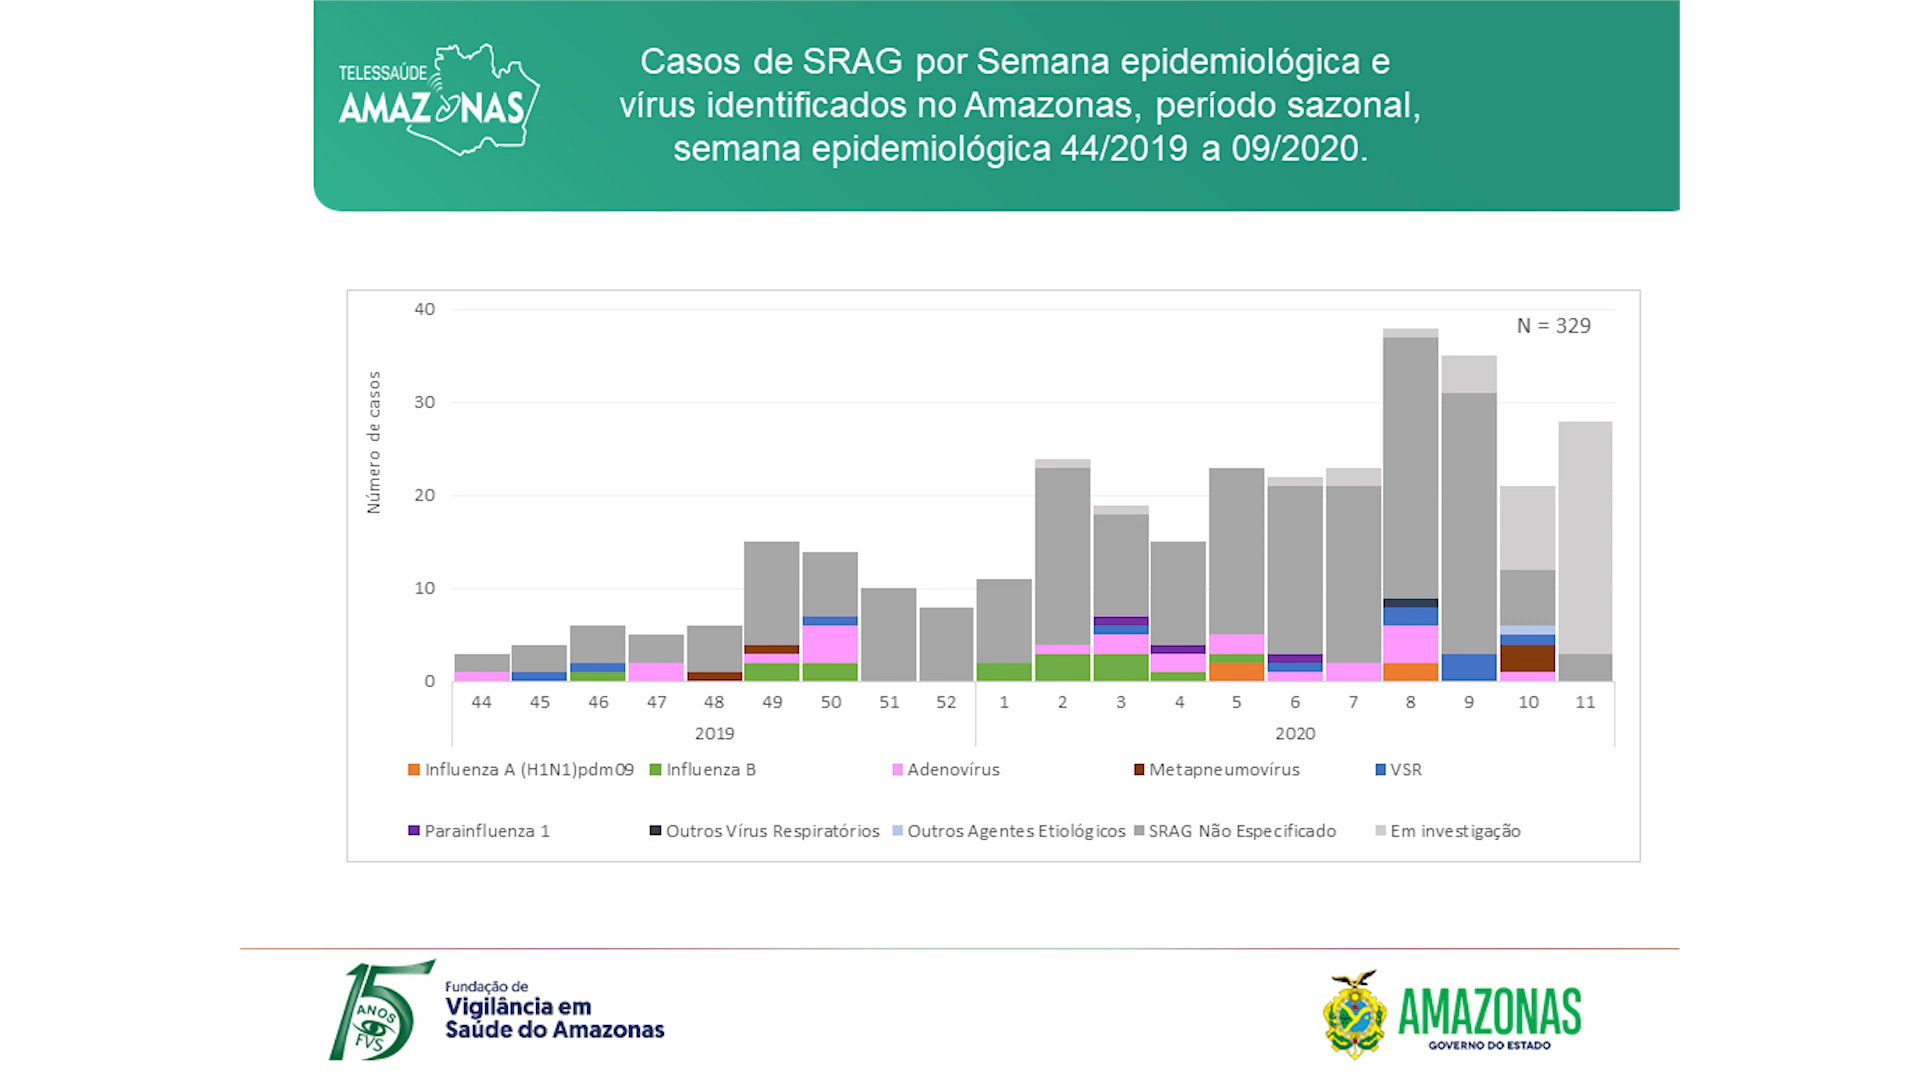 TELESSAÚDE
AMAZONAS
Casos de SRAG por Semana epidemiológica e
vírus identificados no Amazonas, período sazonal,
semana epidemiológica 44/2019 a 09/2020.
N = 329
Número de casos
40
30
20
10
0
44 45 46 47 48 49 50 51 52 1 2 3 4 5 6 7 8 9 10 11
2019 2020
Influenza A (H1N1)pdm09 Influenza B Adenovírus Metapneumovírus VSR
Parainfluenza 1 Outros Vírus Respiratórios Outros Agentes Etiológicos SRAG Não Especificado Em investigação
15
ANOS
FVS
Fundação de
Vigilância em
Saúde do Amazonas
AMAZONAS
GOVERNO DO ESTADO